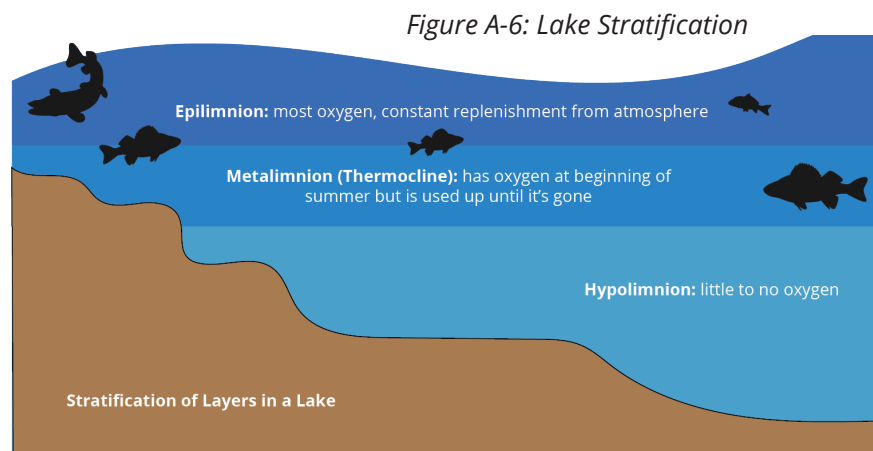 Figure A-6: Lake Stratification
Epilimnion: most oxygen, constant replenishment from atmosphere
Metalimnion (Thermocline): has oxygen at beginning of
summer but is used up until it's gone
Hypolimnion: little to no oxygen
Stratification of Layers in a Lake